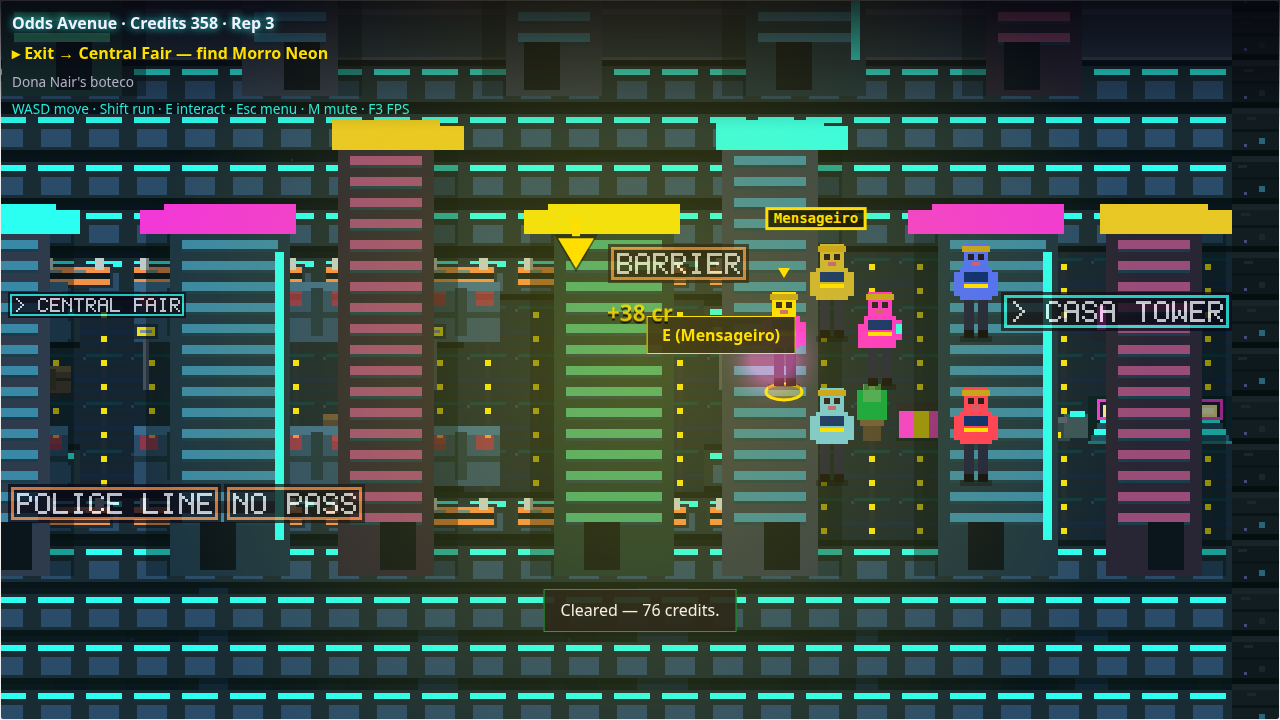 Odds Avenue · Credits 358 · Rep 3
▸ Exit → Central Fair — find Morro Neon
Dona Nair's boteco
WASD move · Shift run · E interact · Esc menu · M mute · F3 FPS
Mensageiro
BARRIER
> CENTRAL FAIR
+38 cr
> CASA TOWER
E (Mensageiro)
POLICE LINE
NO PASS
Cleared — 76 credits.